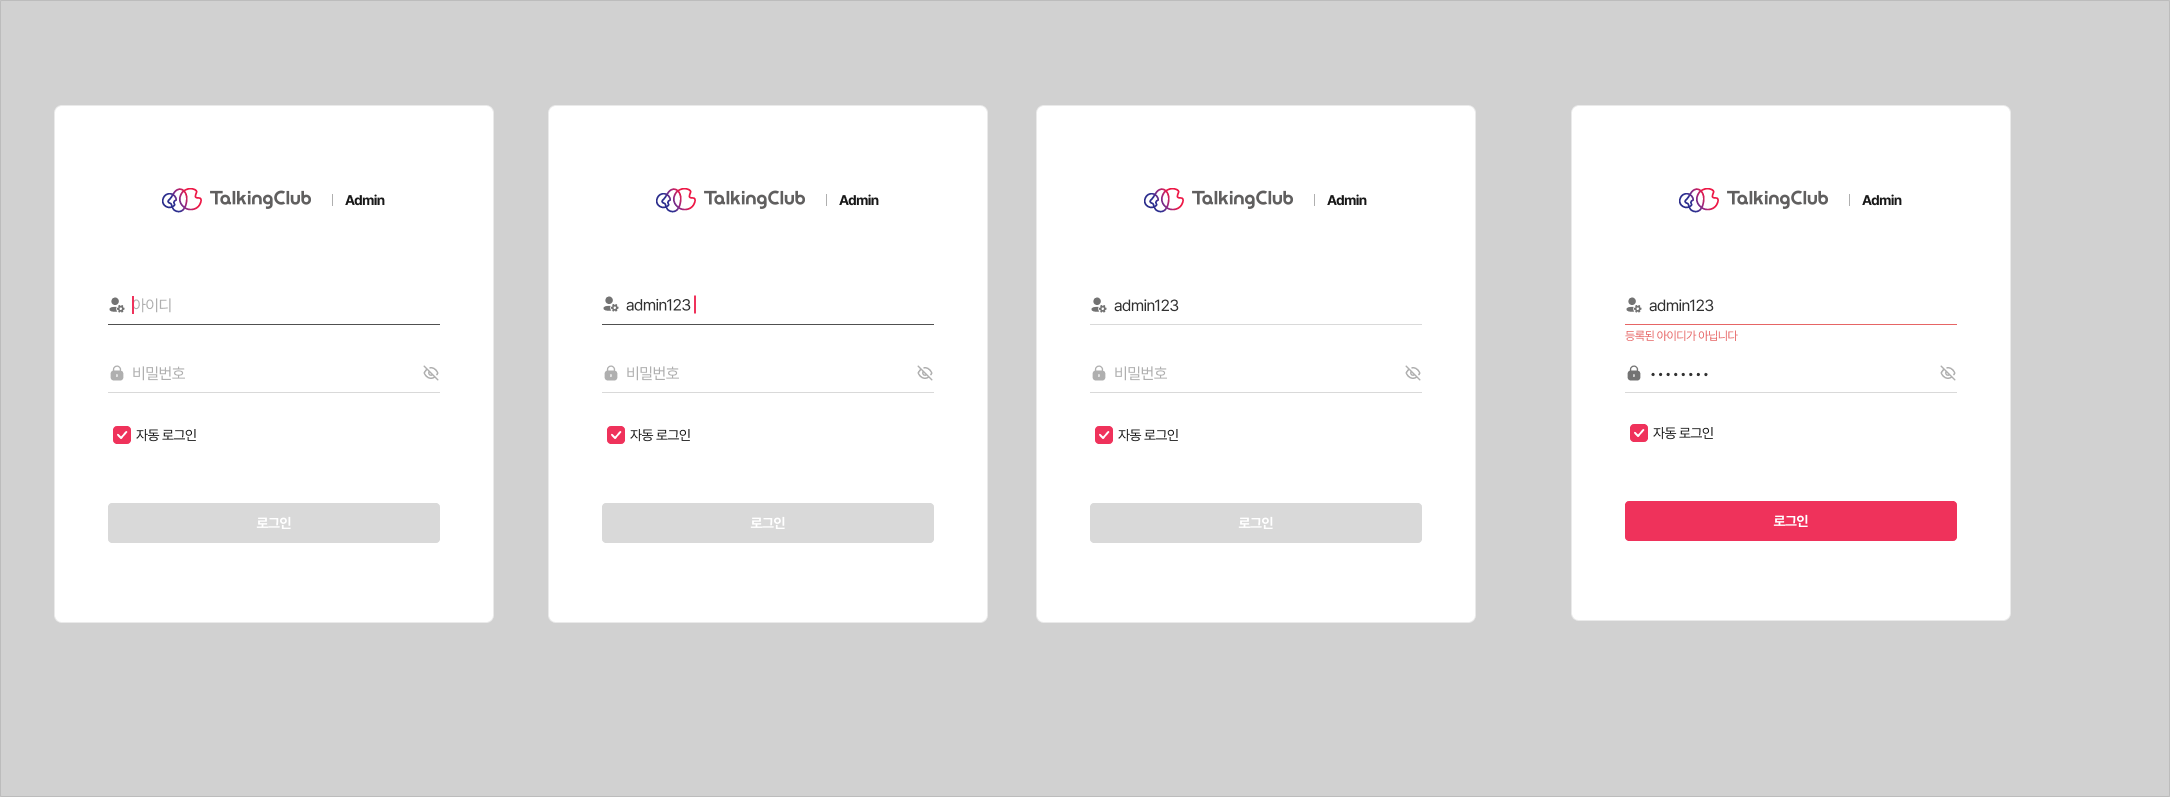 TalkingClub | Admin
아이디
비밀번호
자동 로그인
로그인
TalkingClub | Admin
admin123
비밀번호
자동 로그인
로그인
TalkingClub | Admin
admin123
비밀번호
자동 로그인
로그인
TalkingClub | Admin
admin123
등록된 아이디가 아닙니다
••••••••
자동 로그인
로그인